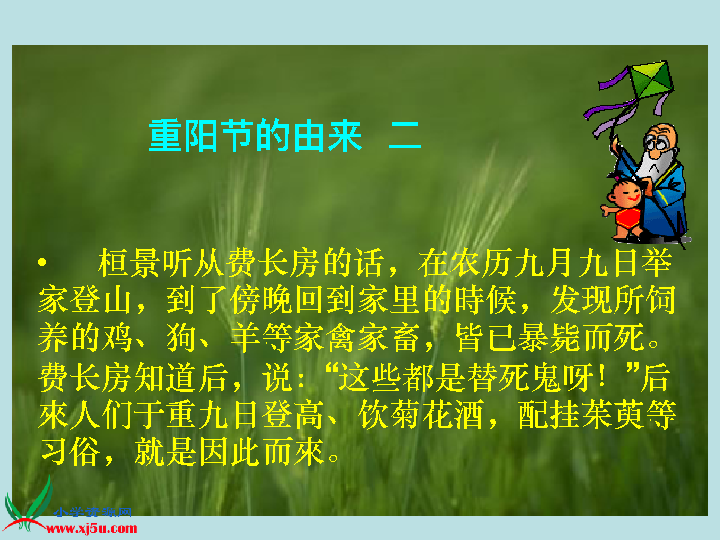 重阳节的由来 二
• 桓景听从费长房的话，在农历九月九日举
家登山，到了傍晚回到家里的時候，发现所饲
养的鸡、狗、羊等家禽家畜，皆已暴毙而死。
费长房知道后，说：“这些都是替死鬼呀！”后
來人们于重九日登高、饮菊花酒，配挂茱萸等
习俗，就是因此而來。
www.xj5u.com